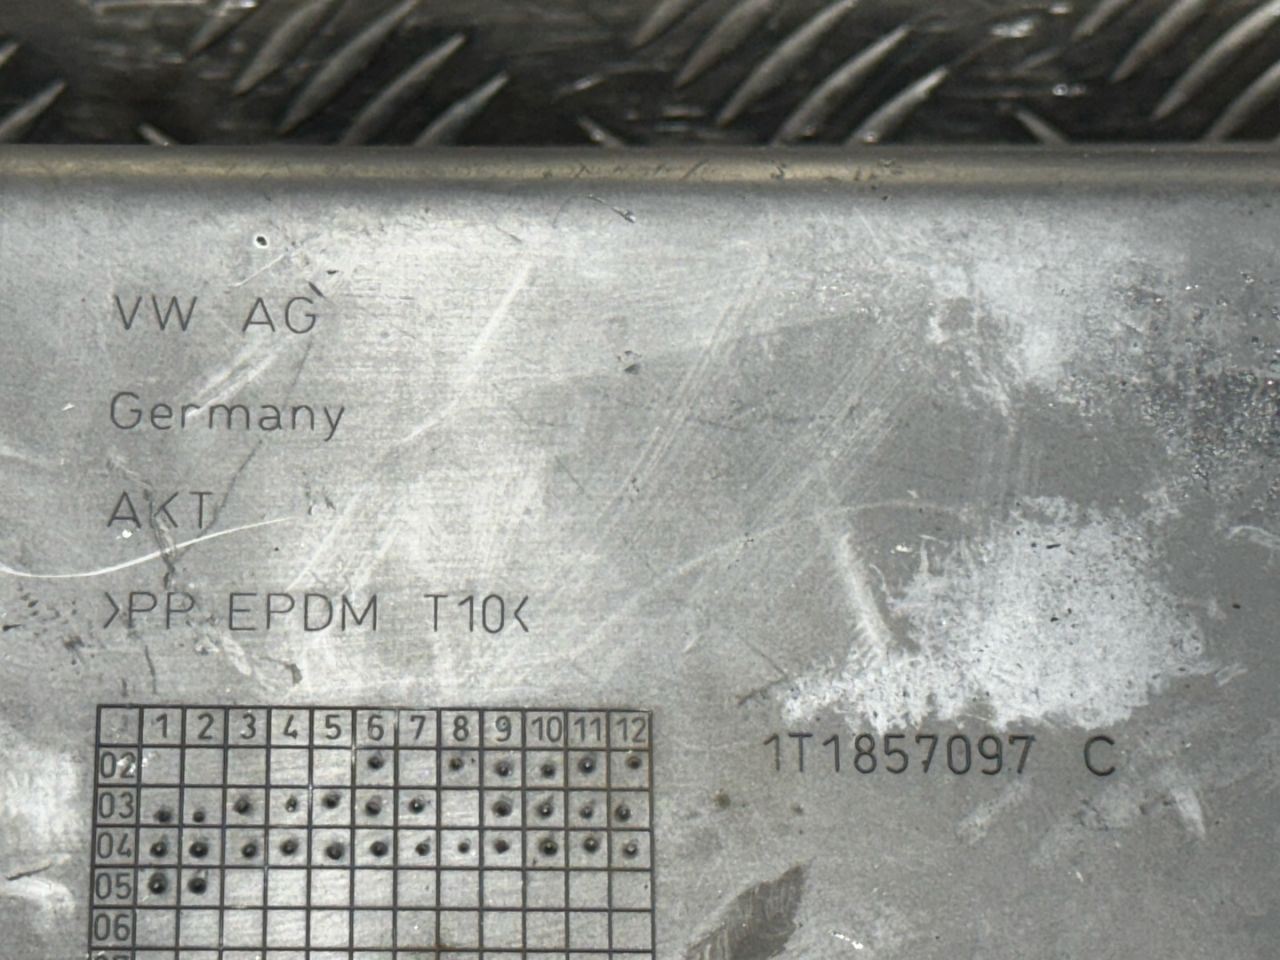 VW AG
Germany
AKT
>PP EPDM T10<
1 2 3 4 5 6 7 8 9 10 11 12
02
03
04
05
06
1T1857097 C